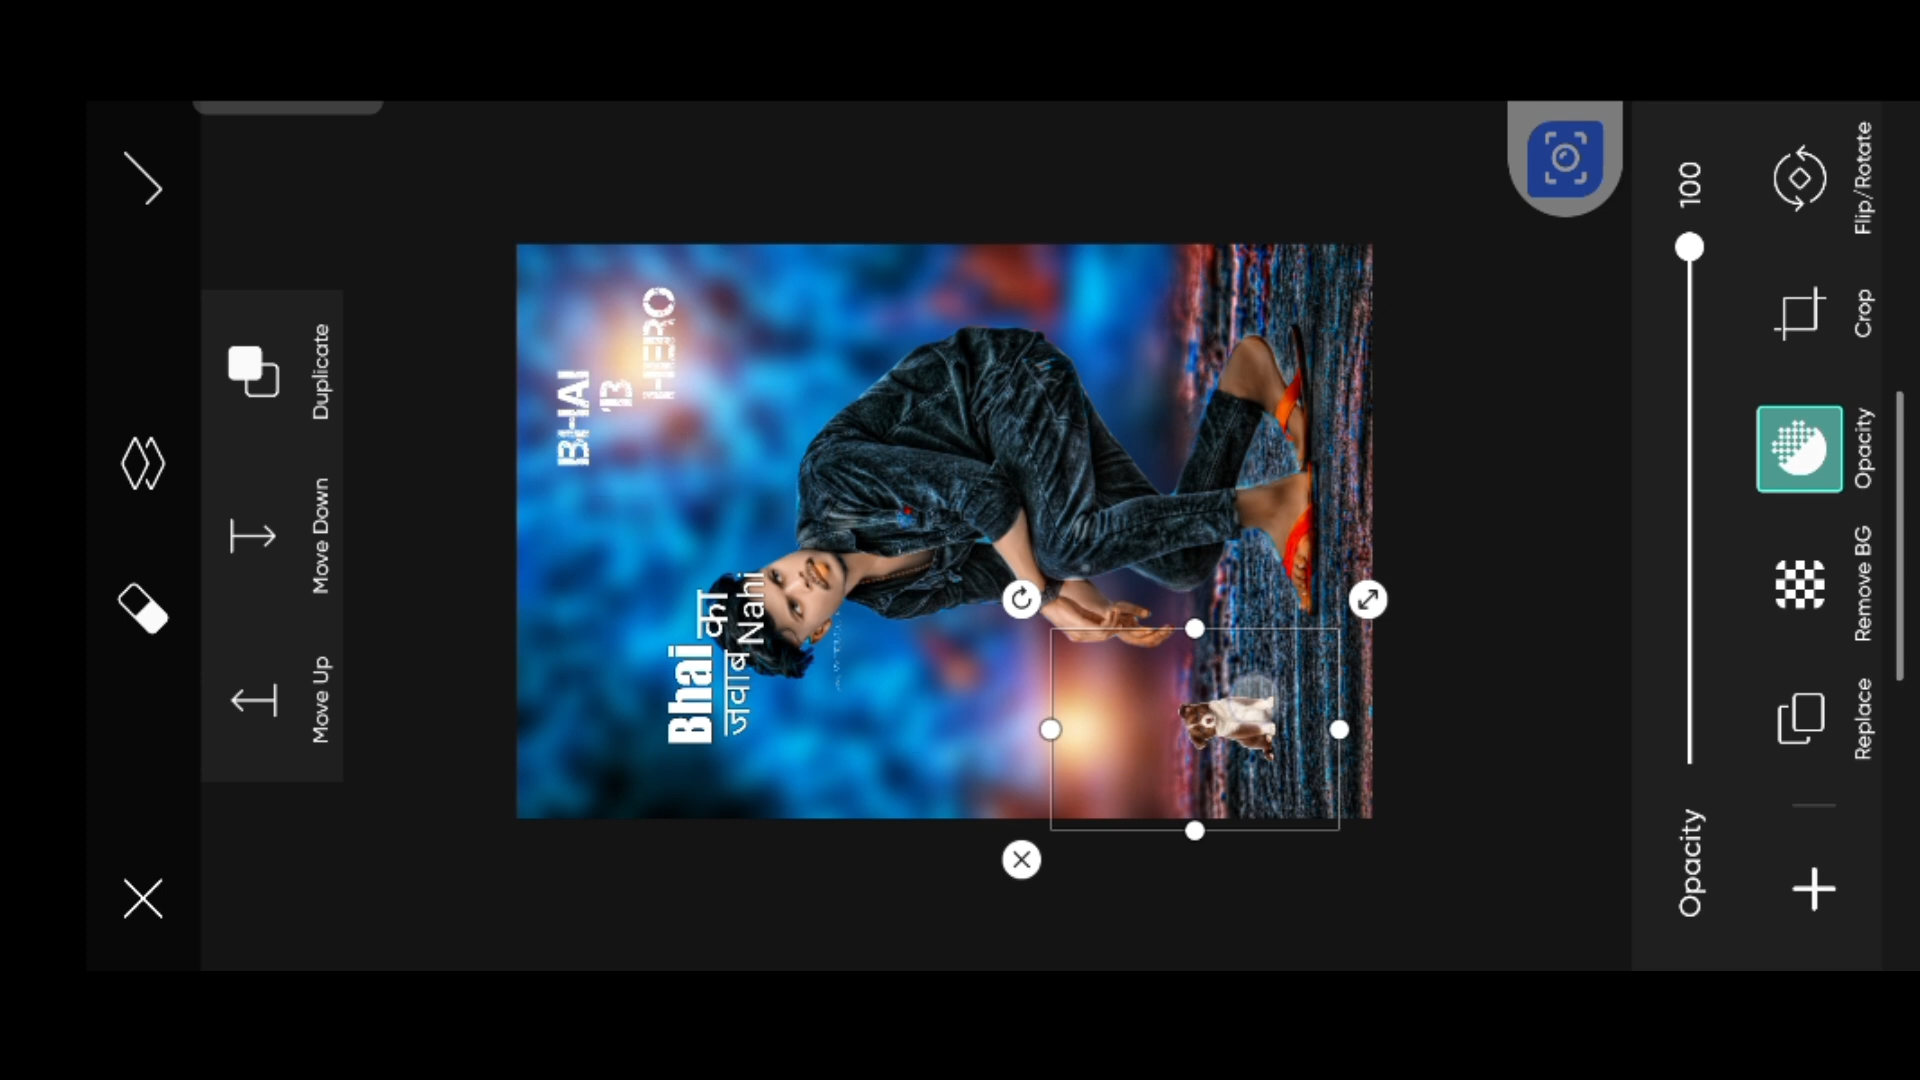 Duplicate
Move Down
Move Up
BHAI
'13
HERO
Bhai का
जवाब Nahi
Opacity
100
Flip/Rotate
Crop
Opacity
Remove BG
Replace